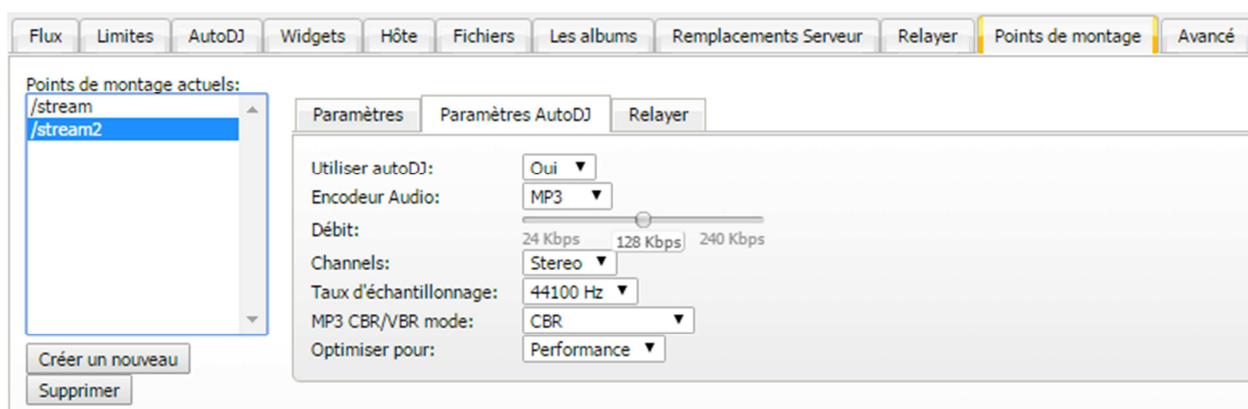 Flux Limites AutoDJ Widgets Hôte Fichiers Les albums Remplacements Serveur Relayer Points de montage Avancé
Points de montage actuels:
/stream
/stream2
Créer un nouveau
Supprimer
Paramètres Paramètres AutoDJ Relayer
Utiliser autoDJ: Oui
Encodeur Audio: MP3
Débit:
24 Kbps 128 Kbps 240 Kbps
Channels: Stereo
Taux d'échantillonnage: 44100 Hz
MP3 CBR/VBR mode: CBR
Optimiser pour: Performance